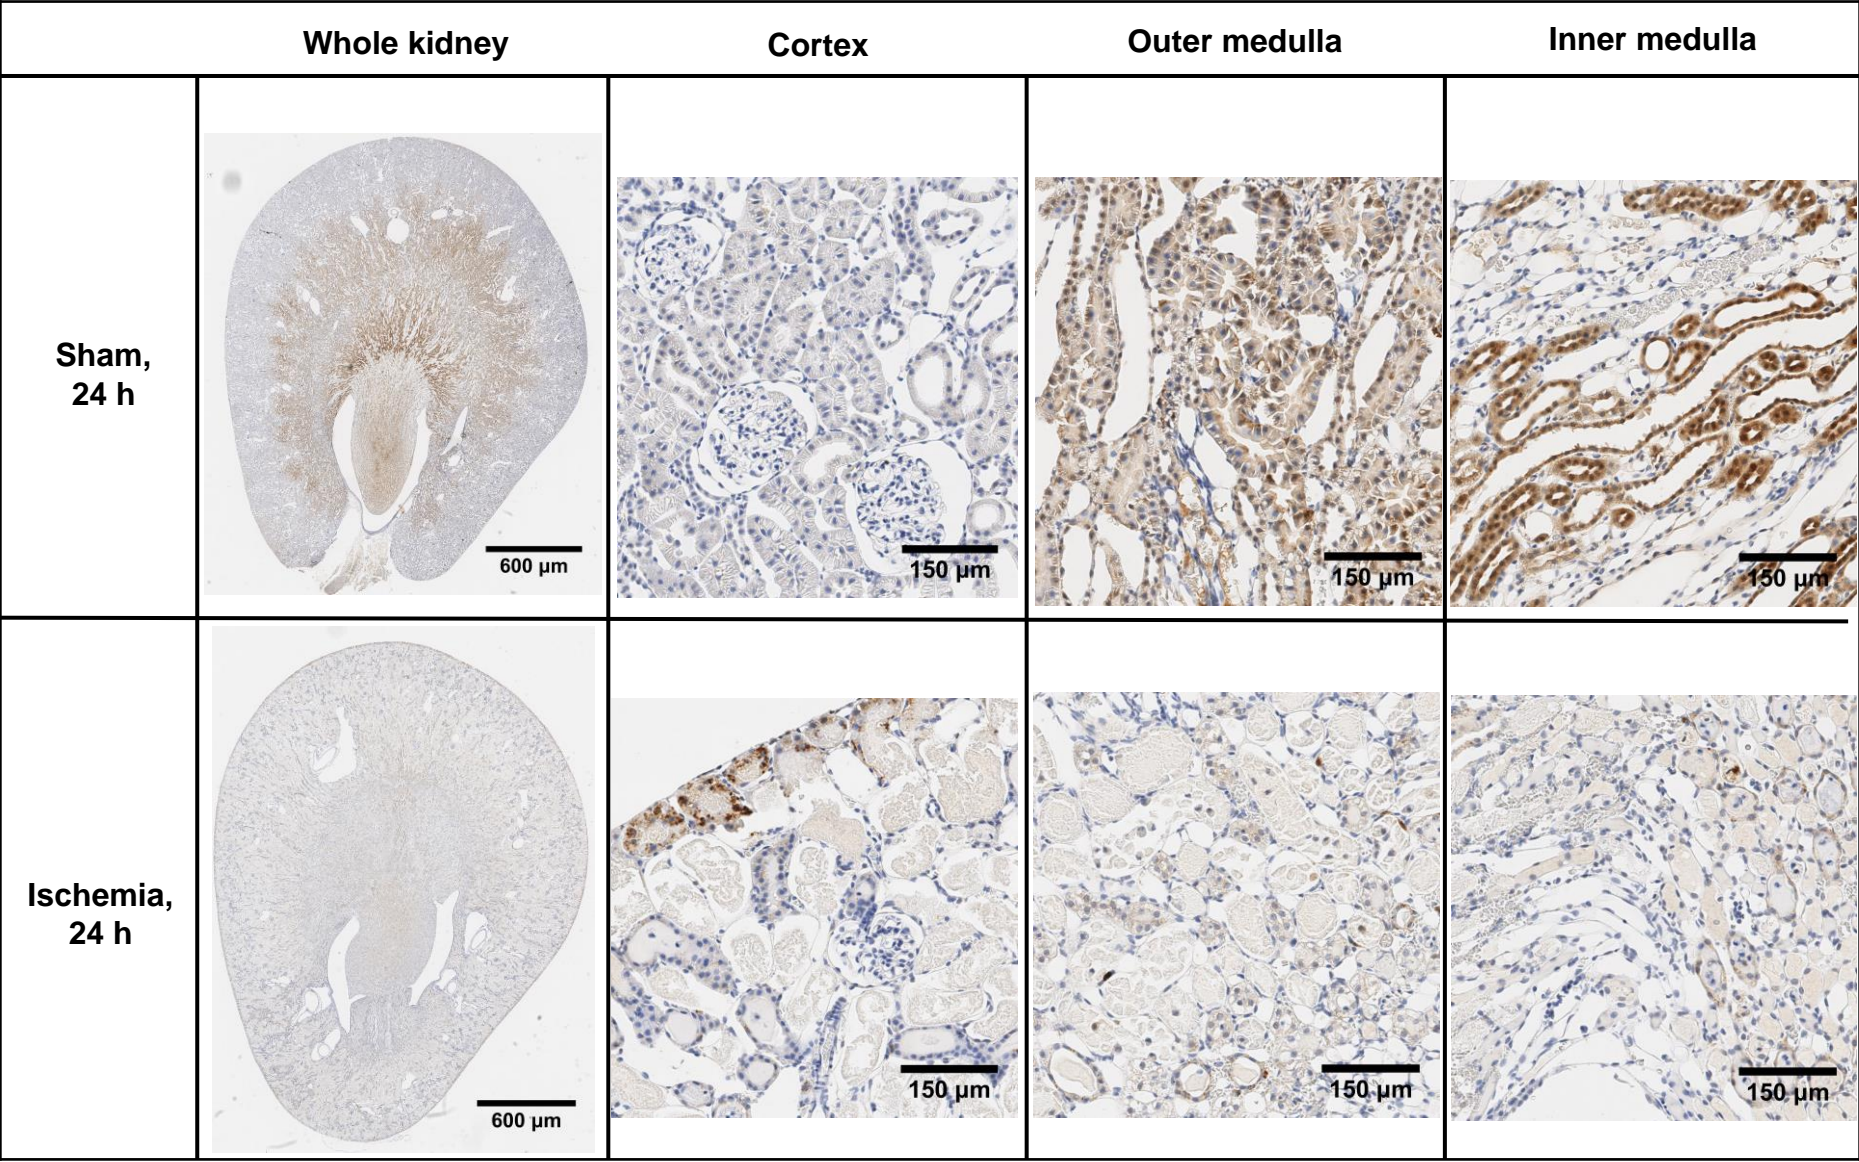 Whole kidney
Cortex
Outer medulla
Inner medulla
Sham,
24 h
600 µm
150 µm
150 µm
150 µm
Ischemia,
24 h
600 µm
150 µm
150 µm
150 µm